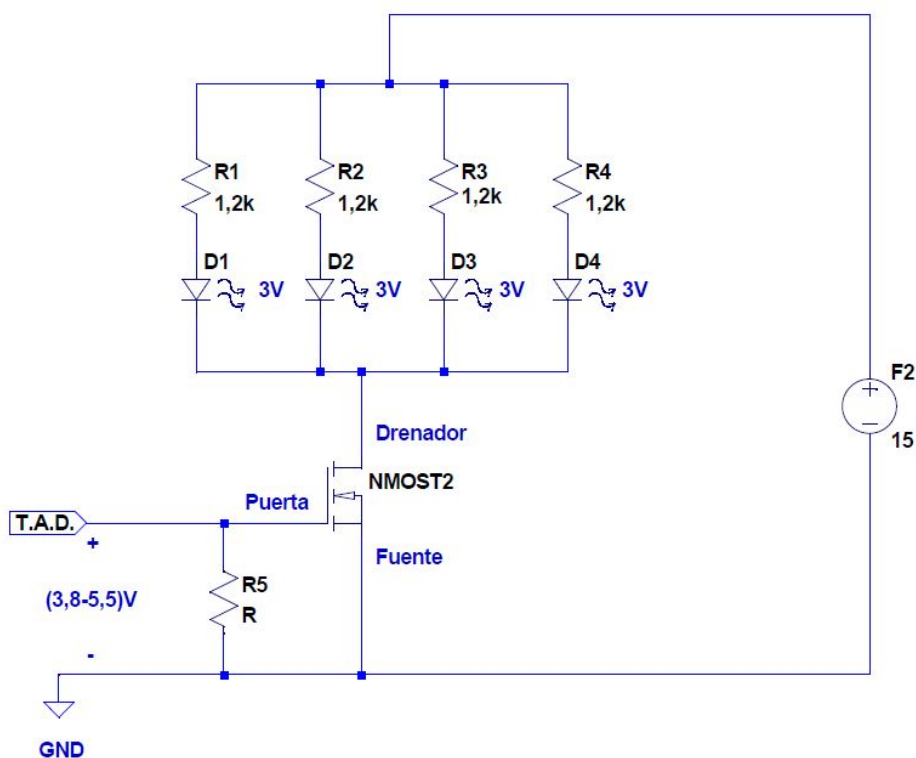 R1
1,2k
R2
1,2k
R3
1,2k
R4
1,2k
D1
3V
D2
3V
D3
3V
D4
3V
F2
+
−
15
Drenador
NMOST2
Puerta
T.A.D.
+
Fuente
R5
R
(3,8-5,5)V
-
GND